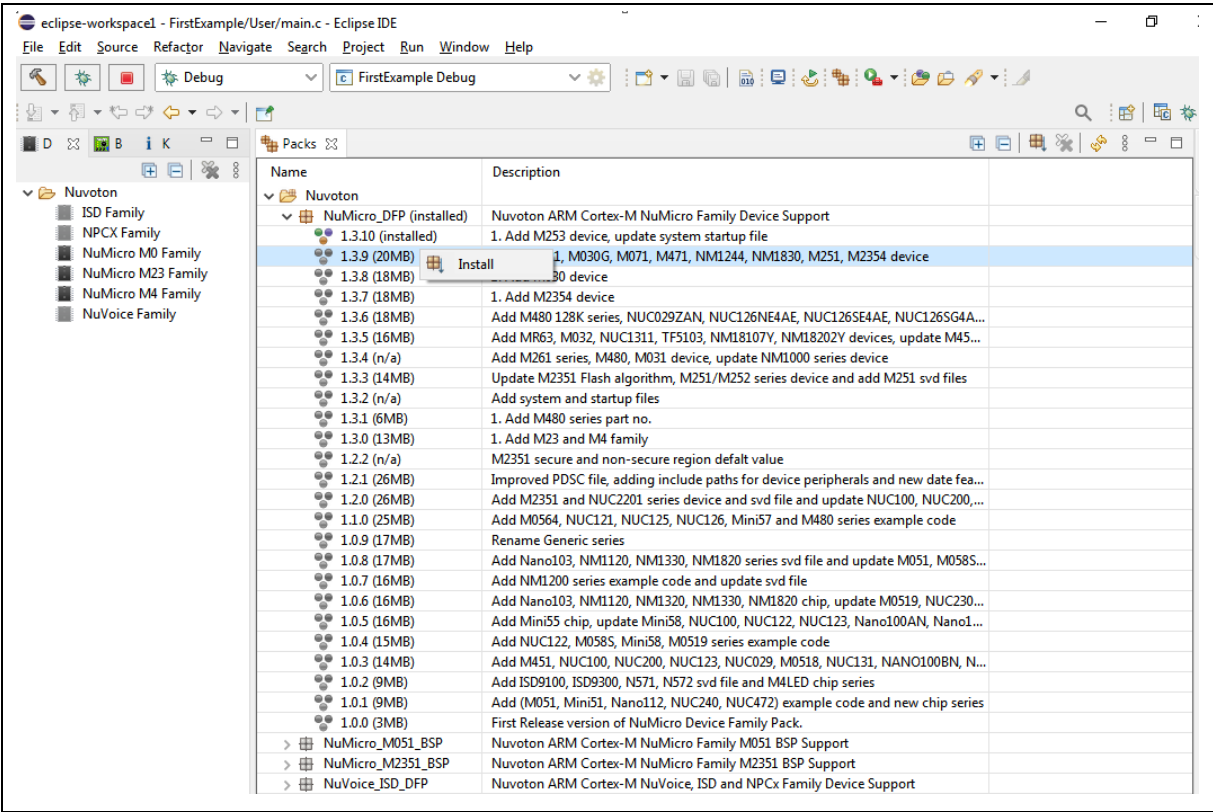 eclipse-workspace1 - FirstExample/User/main.c - Eclipse IDE
File Edit Source Refactor Navigate Search Project Run Window Help
Debug FirstExample Debug
D B K Packs
Name Description
Nuvoton
ISD Family
NPCX Family
NuMicro M0 Family
NuMicro M23 Family
NuMicro M4 Family
NuVoice Family
Nuvoton
NuMicro_DFP (installed) Nuvoton ARM Cortex-M NuMicro Family Device Support
1.3.10 (installed) 1. Add M253 device, update system startup file
1.3.9 (20MB) 1, M030G, M071, M471, NM1244, NM1830, M251, M2354 device
Install
1.3.8 (18MB) 30 device
1.3.7 (18MB) 1. Add M2354 device
1.3.6 (18MB) Add M480 128K series, NUC029ZAN, NUC126NE4AE, NUC126SE4AE, NUC126SG4A...
1.3.5 (16MB) Add MR63, M032, NUC1311, TF5103, NM18107Y, NM18202Y devices, update M45...
1.3.4 (n/a) Add M261 series, M480, M031 device, update NM1000 series device
1.3.3 (14MB) Update M2351 Flash algorithm, M251/M252 series device and add M251 svd files
1.3.2 (n/a) Add system and startup files
1.3.1 (6MB) 1. Add M480 series part no.
1.3.0 (13MB) 1. Add M23 and M4 family
1.2.2 (n/a) M2351 secure and non-secure region defalt value
1.2.1 (26MB) Improved PDSC file, adding include paths for device peripherals and new date fea...
1.2.0 (26MB) Add M2351 and NUC2201 series device and svd file and update NUC100, NUC200,...
1.1.0 (25MB) Add M0564, NUC121, NUC125, NUC126, Mini57 and M480 series example code
1.0.9 (17MB) Rename Generic series
1.0.8 (17MB) Add Nano103, NM1120, NM1330, NM1820 series svd file and update M051, M058S...
1.0.7 (16MB) Add NM1200 series example code and update svd file
1.0.6 (16MB) Add Nano103, NM1120, NM1320, NM1330, NM1820 chip, update M0519, NUC230...
1.0.5 (16MB) Add Mini55 chip, update Mini58, NUC100, NUC122, NUC123, Nano100AN, Nano1...
1.0.4 (15MB) Add NUC122, M058S, Mini58, M0519 series example code
1.0.3 (14MB) Add M451, NUC100, NUC200, NUC123, NUC029, M0518, NUC131, NANO100BN, N...
1.0.2 (9MB) Add ISD9100, ISD9300, N571, N572 svd file and M4LED chip series
1.0.1 (9MB) Add (M051, Mini51, Nano112, NUC240, NUC472) example code and new chip series
1.0.0 (3MB) First Release version of NuMicro Device Family Pack.
NuMicro_M051_BSP Nuvoton ARM Cortex-M NuMicro Family M051 BSP Support
NuMicro_M2351_BSP Nuvoton ARM Cortex-M NuMicro Family M2351 BSP Support
NuVoice_ISD_DFP Nuvoton ARM Cortex-M NuVoice, ISD and NPCx Family Device Support